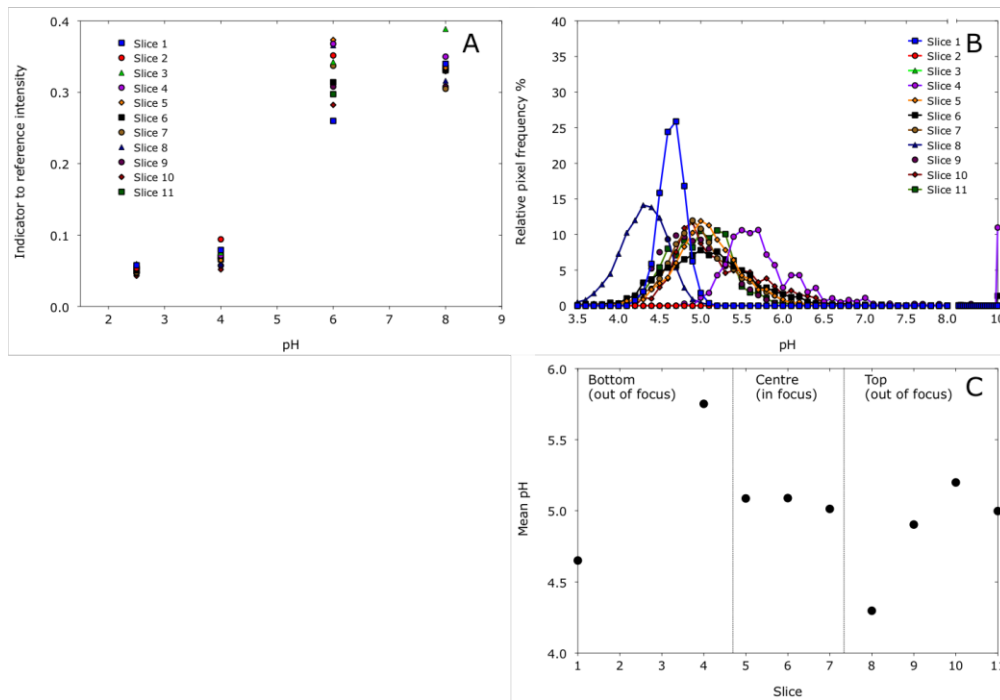 A
Indicator to reference intensity
0.4
0.3
0.2
0.1
0.0
Slice 1
Slice 2
Slice 3
Slice 4
Slice 5
Slice 6
Slice 7
Slice 8
Slice 9
Slice 10
Slice 11
2 3 4 5 6 7 8 9
pH
B
Relative pixel frequency %
40
35
30
25
20
15
10
5
0
Slice 1
Slice 2
Slice 3
Slice 4
Slice 5
Slice 6
Slice 7
Slice 8
Slice 9
Slice 10
Slice 11
3.5 4.0 4.5 5.0 5.5 6.0 6.5 7.0 7.5 8.0 10
pH
C
Mean pH
6.0
5.5
5.0
4.5
4.0
Bottom
(out of focus)
Centre
(in focus)
Top
(out of focus)
1 2 3 4 5 6 7 8 9 10 11
Slice